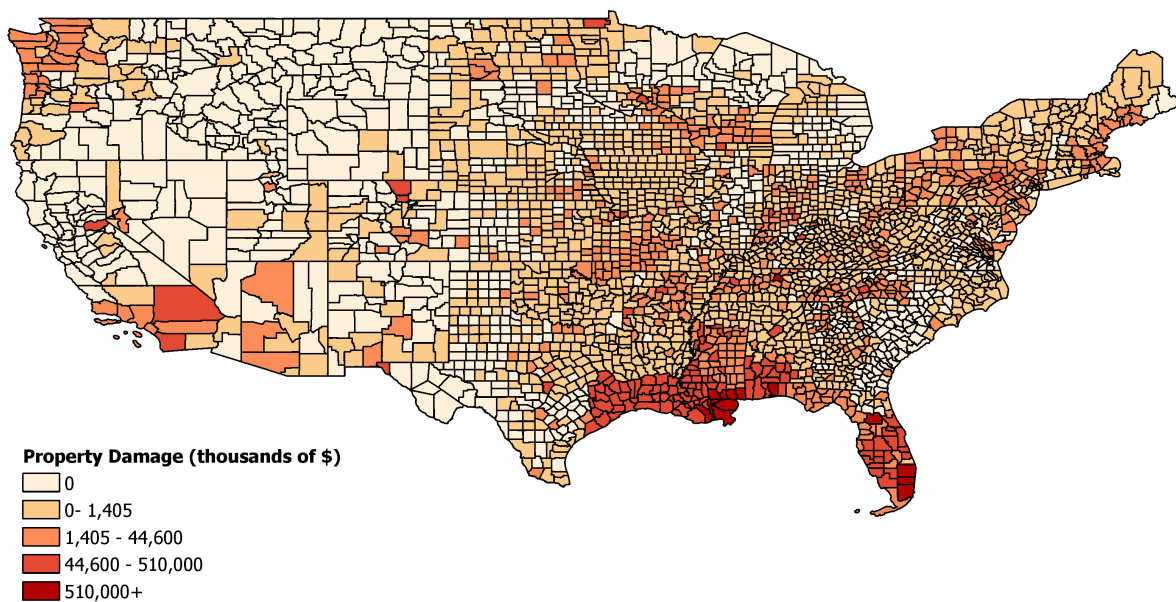 Property Damage (thousands of $)
0
0- 1,405
1,405 - 44,600
44,600 - 510,000
510,000+